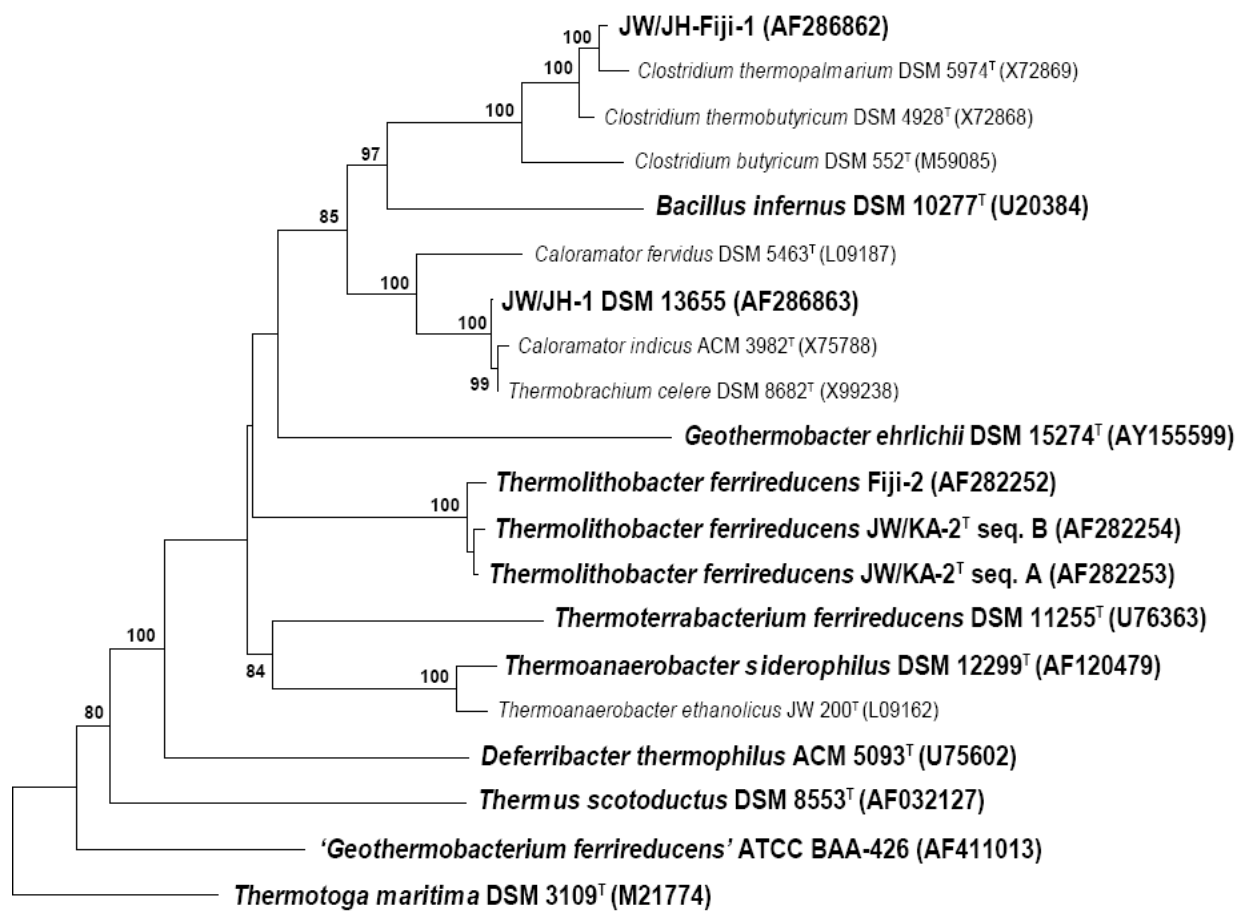 JW/JH-Fiji-1 (AF286862)
100
Clostridium thermopalmarium DSM 5974ᵀ (X72869)
100
Clostridium thermobutyricum DSM 4928ᵀ (X72868)
100
Clostridium butyricum DSM 552ᵀ (M59085)
97
Bacillus infernus DSM 10277ᵀ (U20384)
85
Caloramator fervidus DSM 5463ᵀ (L09187)
100
JW/JH-1 DSM 13655 (AF286863)
100
Caloramator indicus ACM 3982ᵀ (X75788)
99
Thermobrachium celere DSM 8682ᵀ (X99238)
Geothermobacter ehrlichii DSM 15274ᵀ (AY155599)
Thermolithobacter ferrireducens Fiji-2 (AF282252)
100
Thermolithobacter ferrireducens JW/KA-2ᵀ seq. B (AF282254)
Thermolithobacter ferrireducens JW/KA-2ᵀ seq. A (AF282253)
Thermoterrabacterium ferrireducens DSM 11255ᵀ (U76363)
100
84
Thermoanaerobacter siderophilus DSM 12299ᵀ (AF120479)
100
Thermoanaerobacter ethanolicus JW 200ᵀ (L09162)
80
Deferribacter thermophilus ACM 5093ᵀ (U75602)
Thermus scotoductus DSM 8553ᵀ (AF032127)
‘Geothermobacterium ferrireducens’ ATCC BAA-426 (AF411013)
Thermotoga maritima DSM 3109ᵀ (M21774)